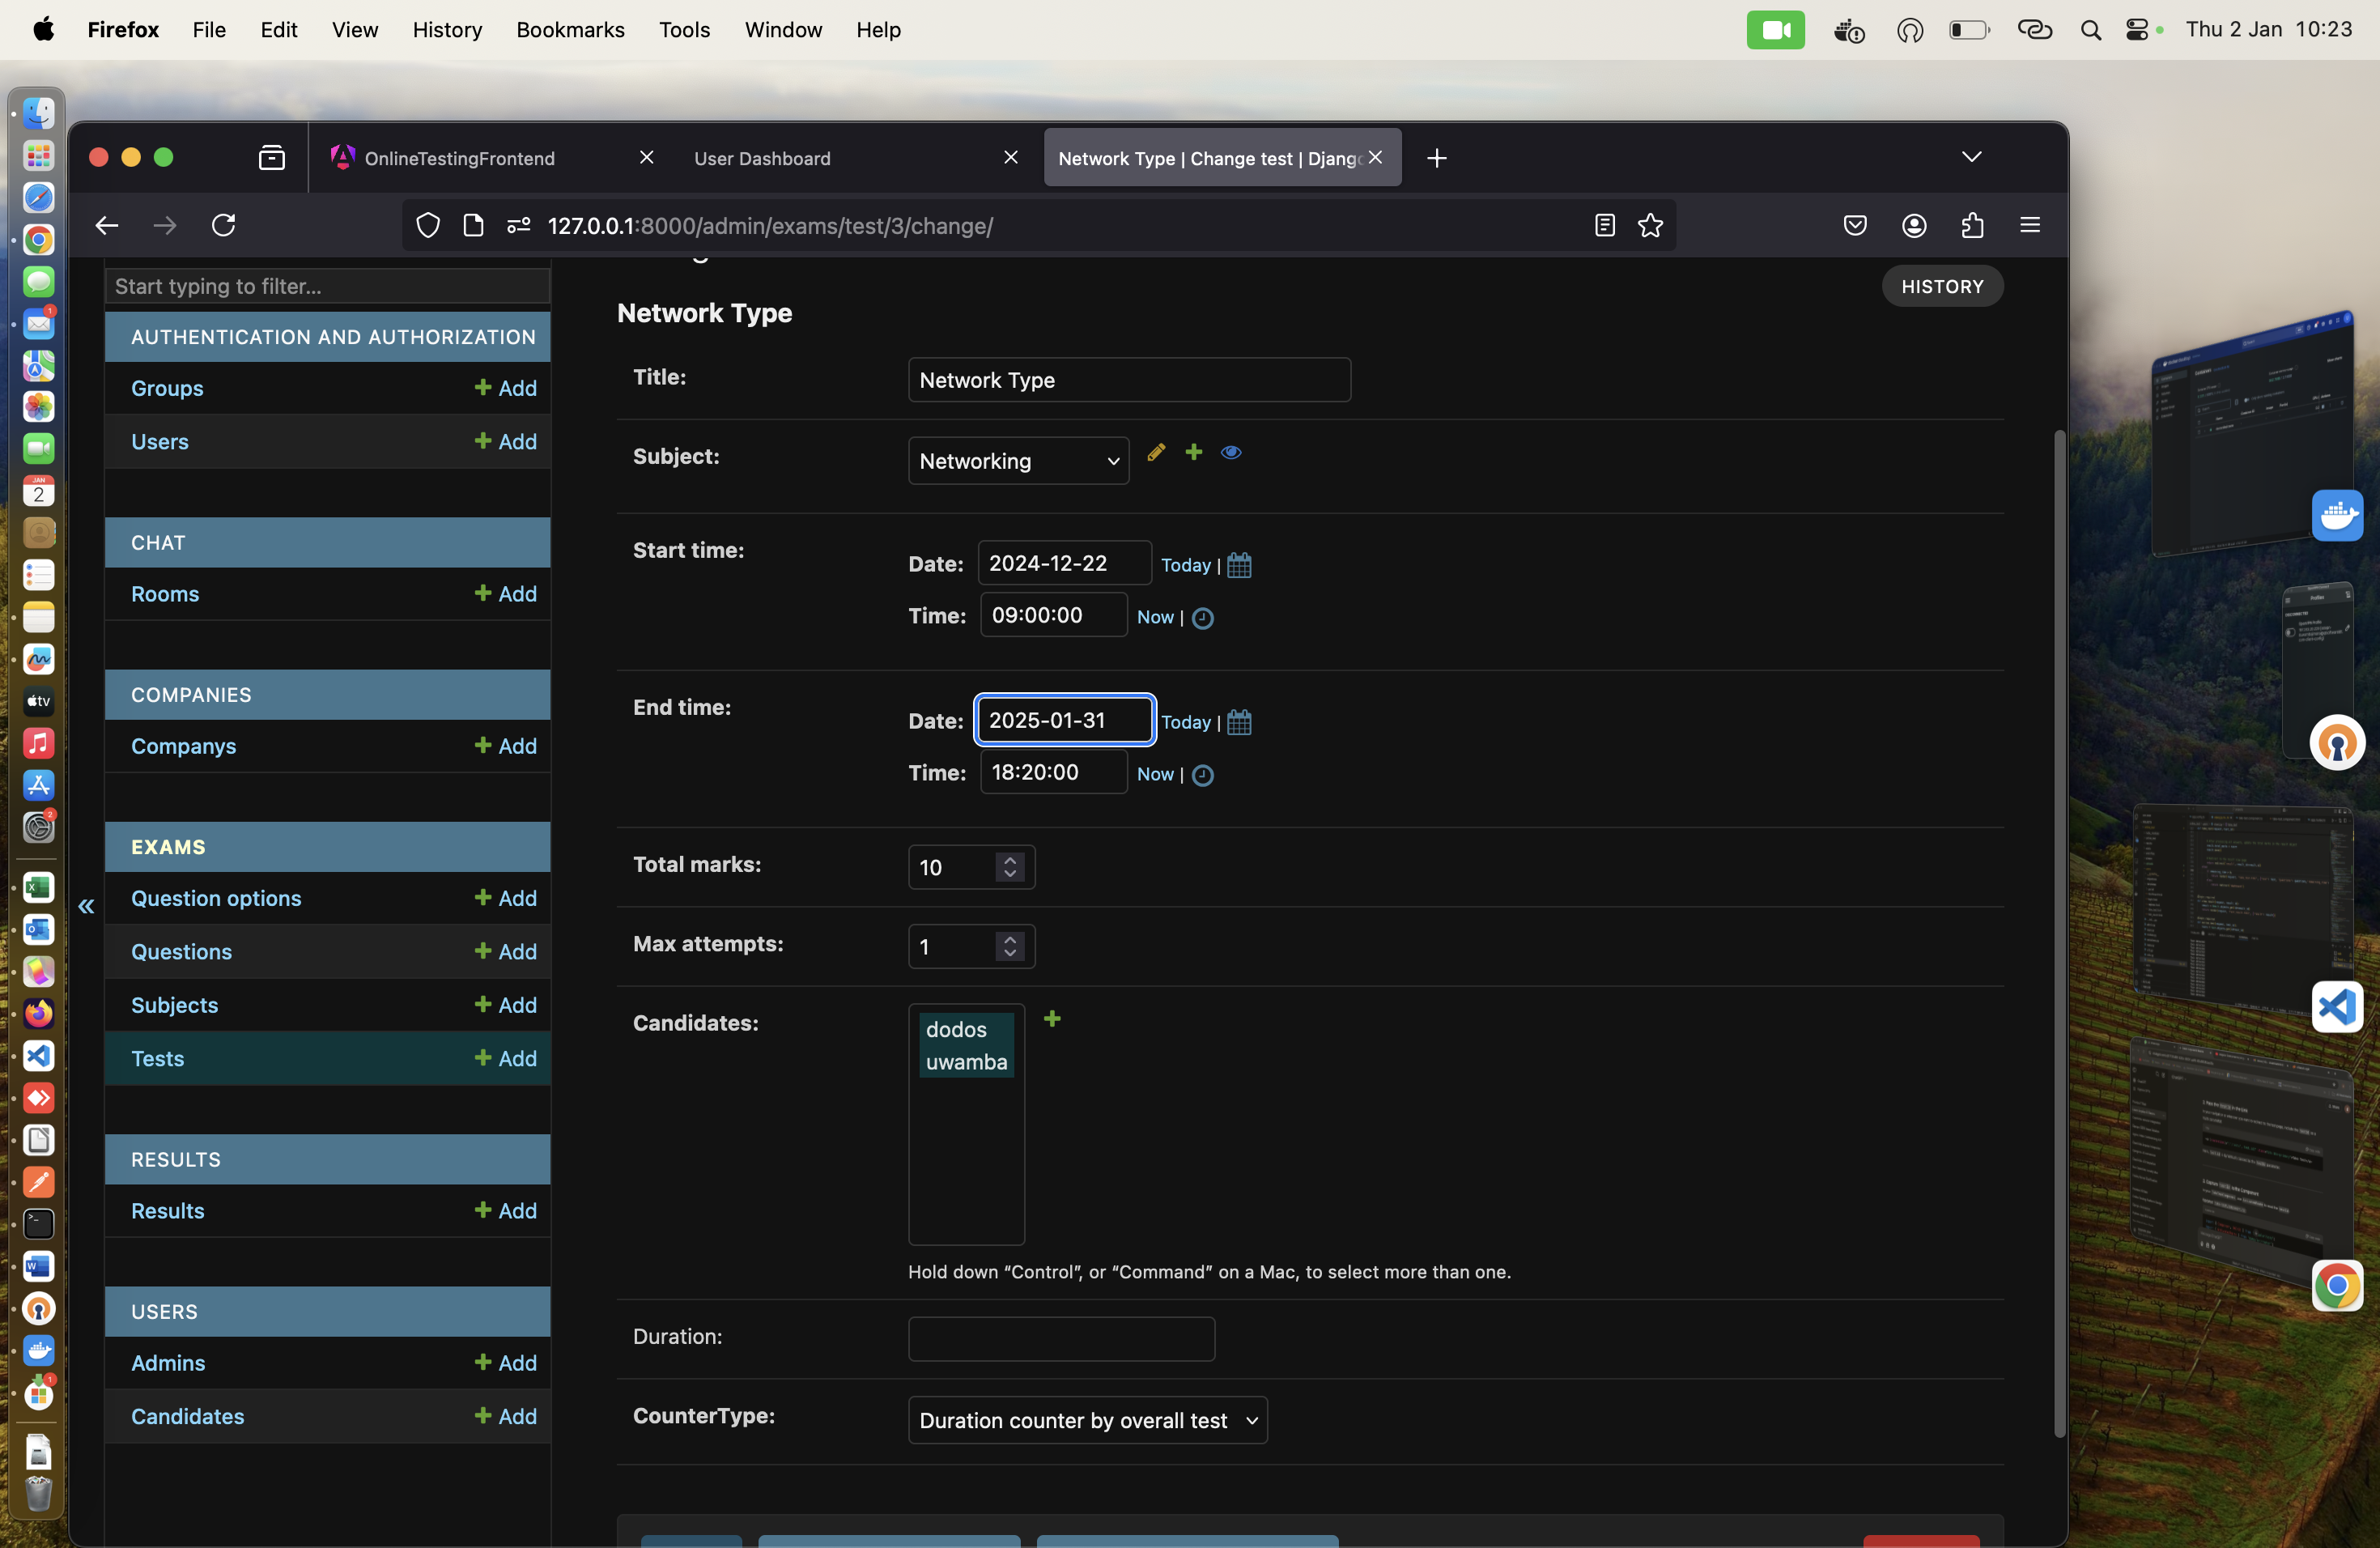 Firefox File Edit View History Bookmarks Tools Window Help Thu 2 Jan 10:23
OnlineTestingFrontend User Dashboard Network Type | Change test | Django
127.0.0.1:8000/admin/exams/test/3/change/
Start typing to filter...
AUTHENTICATION AND AUTHORIZATION
Groups Add
Users Add
CHAT
Rooms Add
COMPANIES
Companys Add
EXAMS
Question options Add
Questions Add
Subjects Add
Tests Add
RESULTS
Results Add
USERS
Admins Add
Candidates Add
HISTORY
Network Type
Title: Network Type
Subject: Networking
Start time: Date: 2024-12-22 Today |
Time: 09:00:00 Now |
End time: Date: 2025-01-31 Today |
Time: 18:20:00 Now |
Total marks: 10
Max attempts: 1
Candidates: dodos
uwamba
Hold down “Control”, or “Command” on a Mac, to select more than one.
Duration:
CounterType: Duration counter by overall test
JAN
2
tv